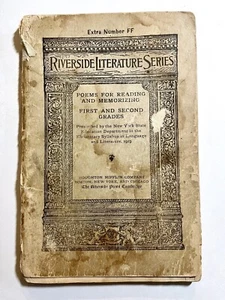 Extra Number FF
RIVERSIDE LITERATURE SERIES
POEMS FOR READING
AND MEMORIZING
FIRST AND SECOND
GRADES
Prescribed by the New York State
Education Department in the
Elementary Syllabus in Language
and Literature, 1919
HOUGHTON MIFFLIN COMPANY
BOSTON, NEW YORK, AND CHICAGO
The Riverside Press Cambridge